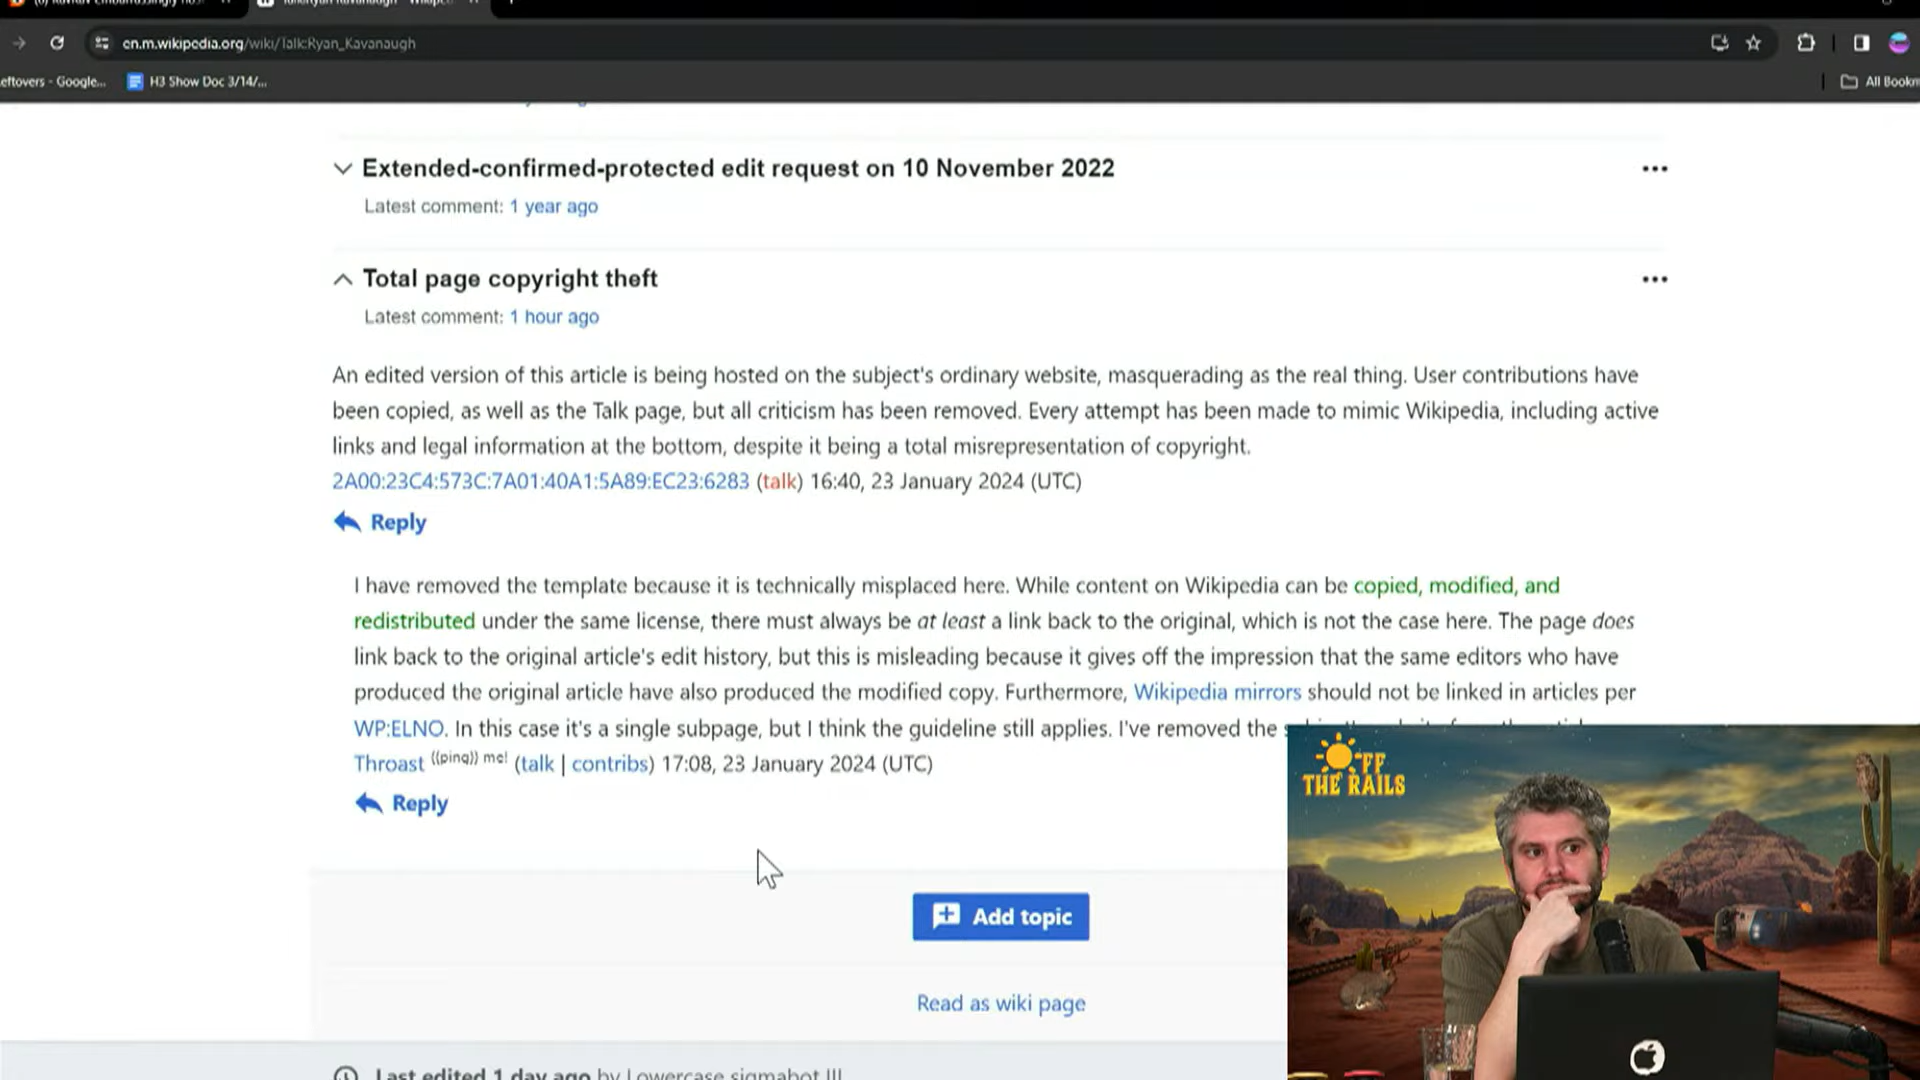 en.m.wikipedia.org/wiki/Talk:Ryan_Kavanaugh
eftovers - Google...
H3 Show Doc 3/14/...
All Bookm
Extended-confirmed-protected edit request on 10 November 2022
Latest comment: 1 year ago
Total page copyright theft
Latest comment: 1 hour ago
An edited version of this article is being hosted on the subject's ordinary website, masquerading as the real thing. User contributions have
been copied, as well as the Talk page, but all criticism has been removed. Every attempt has been made to mimic Wikipedia, including active
links and legal information at the bottom, despite it being a total misrepresentation of copyright.
2A00:23C4:573C:7A01:40A1:5A89:EC23:6283 (talk) 16:40, 23 January 2024 (UTC)
Reply
I have removed the template because it is technically misplaced here. While content on Wikipedia can be copied, modified, and
redistributed under the same license, there must always be at least a link back to the original, which is not the case here. The page does
link back to the original article's edit history, but this is misleading because it gives off the impression that the same editors who have
produced the original article have also produced the modified copy. Furthermore, Wikipedia mirrors should not be linked in articles per
WP:ELNO. In this case it's a single subpage, but I think the guideline still applies. I've removed the
Throast ((ping)) me! (talk | contribs) 17:08, 23 January 2024 (UTC)
Reply
Add topic
Read as wiki page
Last edited 1 day ago by Lowercase sigmabot III
OFF
THE RAILS